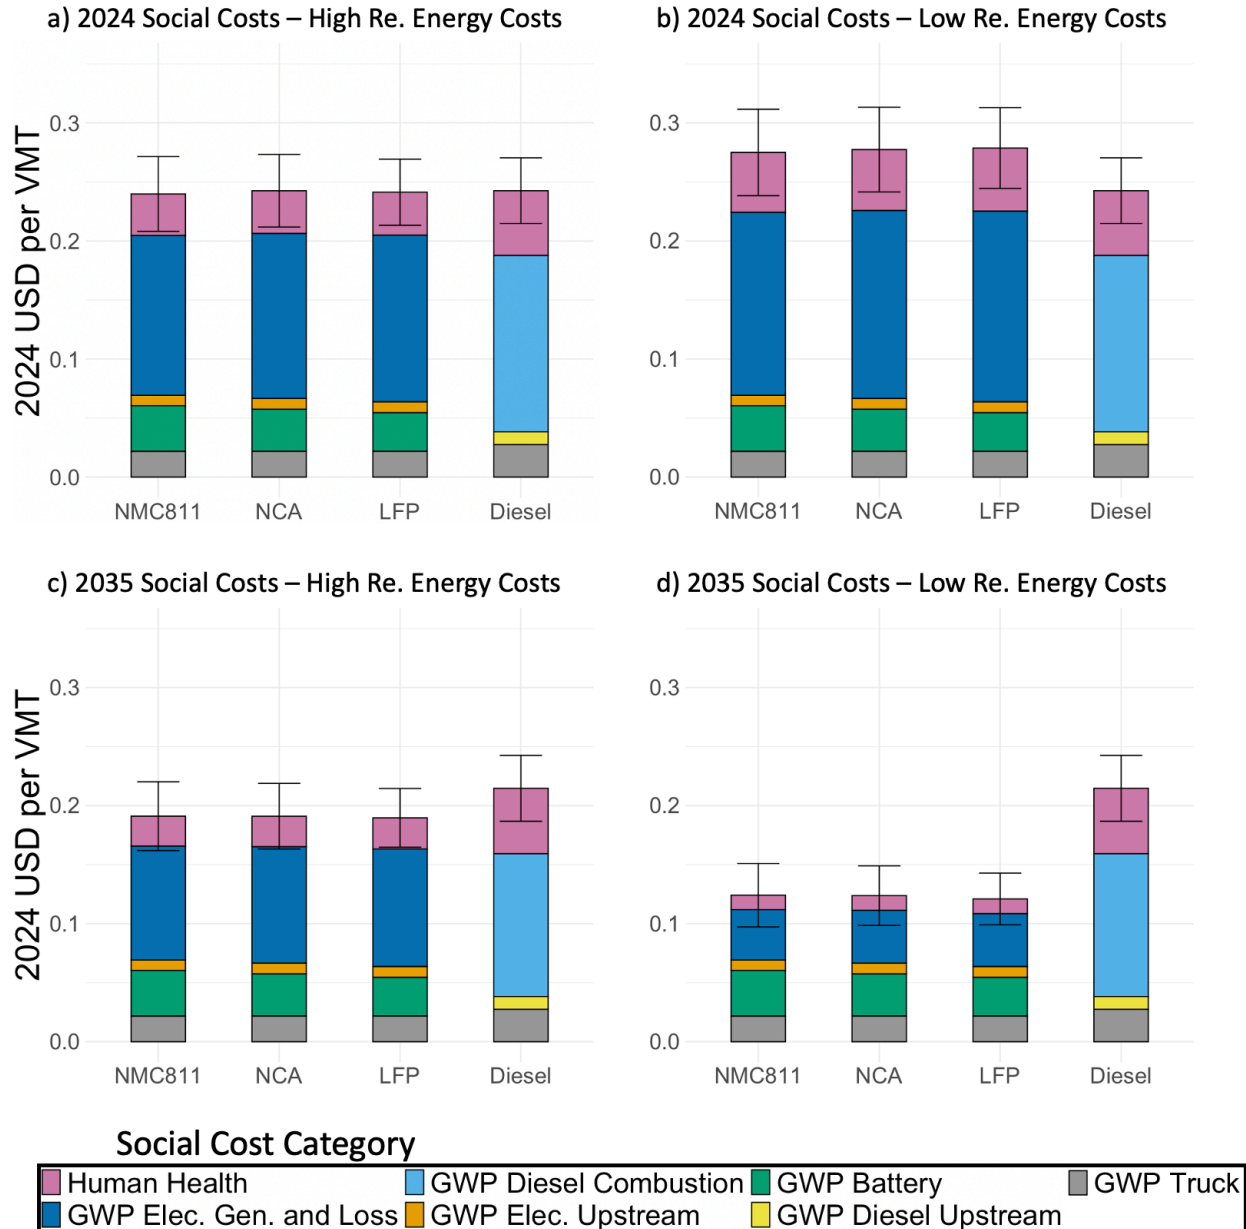 a) 2024 Social Costs – High Re. Energy Costs
b) 2024 Social Costs – Low Re. Energy Costs
2024 USD per VMT
0.3
0.2
0.1
0.0
NMC811 NCA LFP Diesel
0.3
0.2
0.1
0.0
NMC811 NCA LFP Diesel
c) 2035 Social Costs – High Re. Energy Costs
d) 2035 Social Costs – Low Re. Energy Costs
2024 USD per VMT
0.3
0.2
0.1
0.0
NMC811 NCA LFP Diesel
0.3
0.2
0.1
0.0
NMC811 NCA LFP Diesel
Social Cost Category
Human Health GWP Diesel Combustion GWP Battery GWP Truck
GWP Elec. Gen. and Loss GWP Elec. Upstream GWP Diesel Upstream